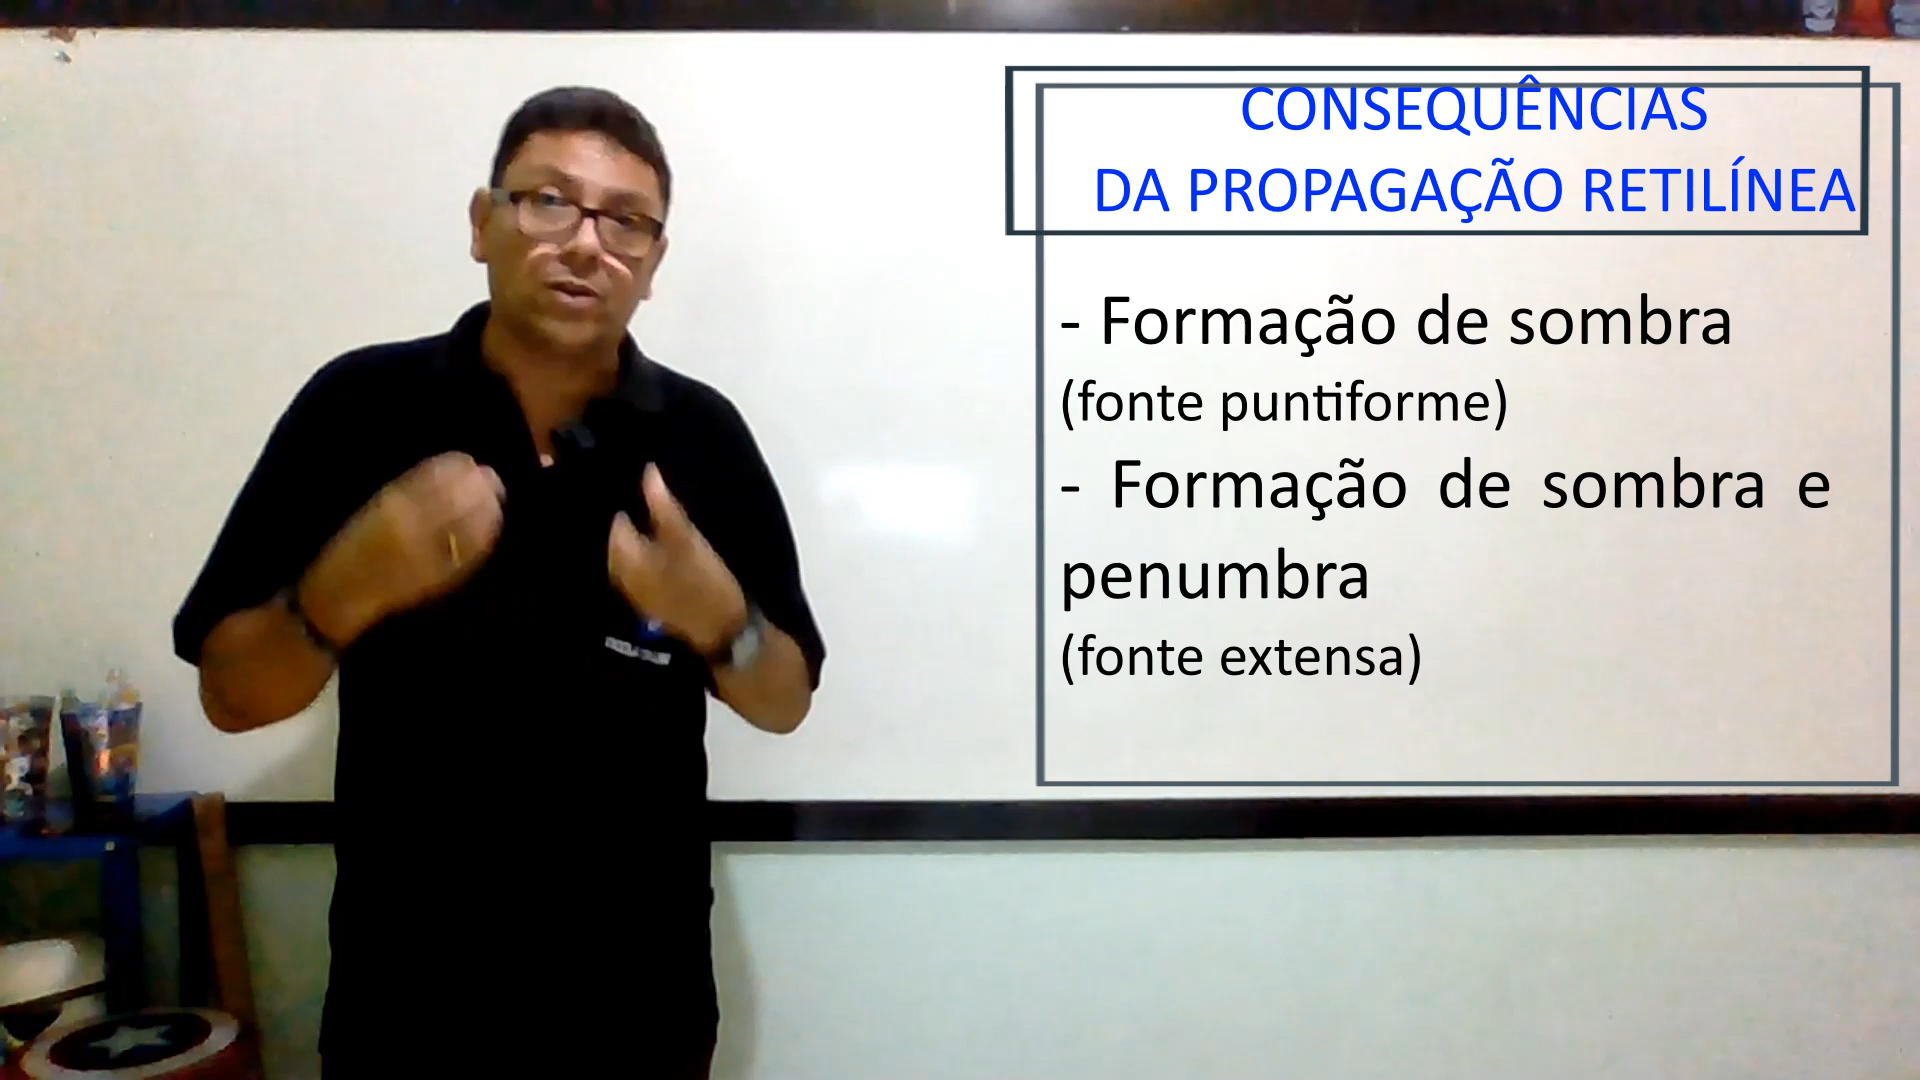 CONSEQUÊNCIAS
DA PROPAGAÇÃO RETILÍNEA
- Formação de sombra
(fonte puntiforme)
- Formação de sombra e
penumbra
(fonte extensa)